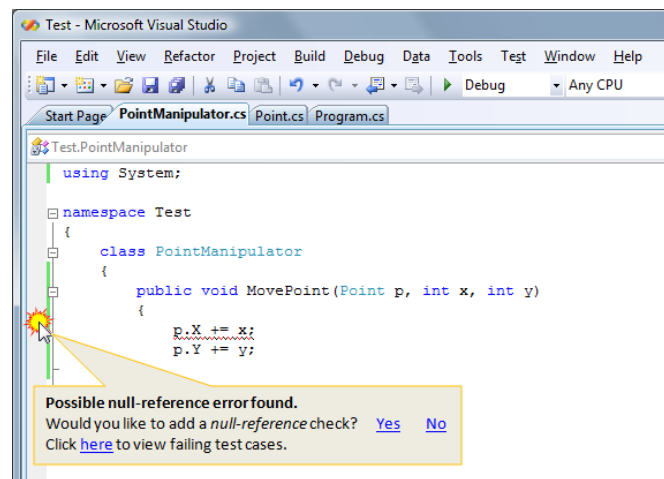 Test - Microsoft Visual Studio
File Edit View Refactor Project Build Debug Data Tools Test Window Help
Debug Any CPU
Start Page PointManipulator.cs Point.cs Program.cs
Test.PointManipulator
using System;
namespace Test
{
class PointManipulator
{
public void MovePoint(Point p, int x, int y)
{
p.X += x;
p.Y += y;
Possible null-reference error found.
Would you like to add a null-reference check? Yes No
Click here to view failing test cases.